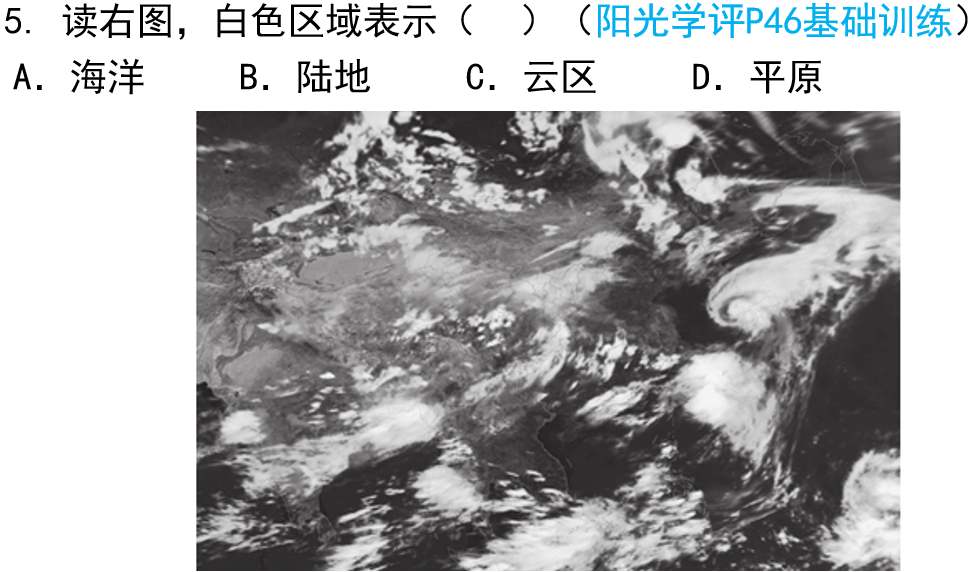 5. 读右图，白色区域表示（　）（阳光学评P46基础训练）
A. 海洋　B. 陆地　C. 云区　D. 平原